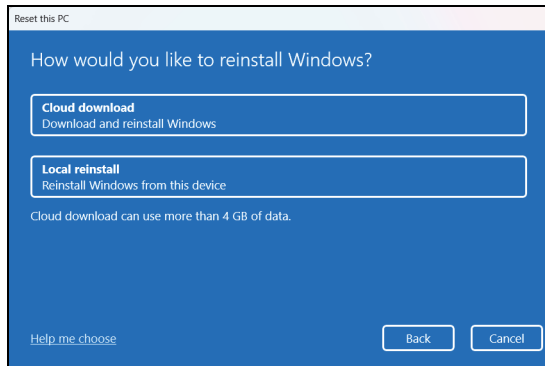 Reset this PC
How would you like to reinstall Windows?
Cloud download
Download and reinstall Windows
Local reinstall
Reinstall Windows from this device
Cloud download can use more than 4 GB of data.
Help me choose
Back
Cancel